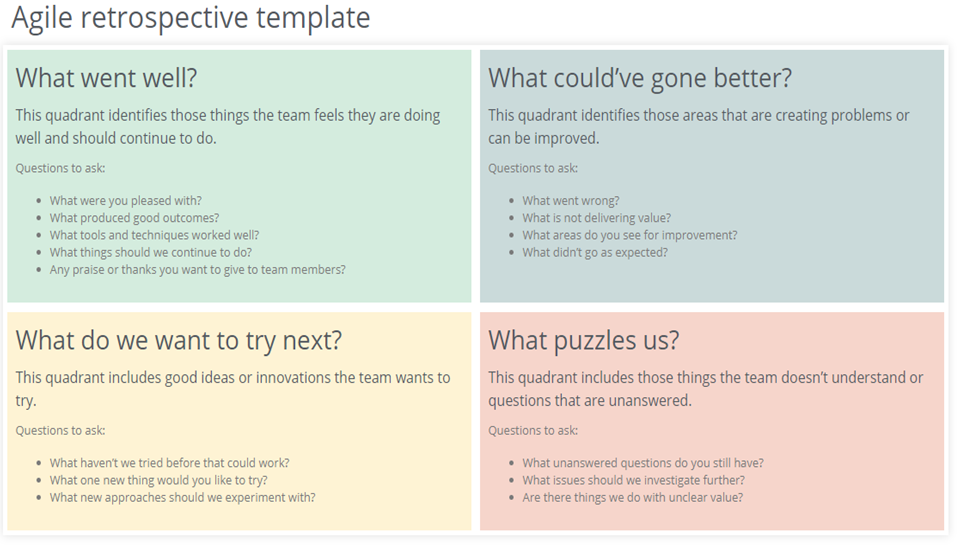 Agile retrospective template
What went well?
This quadrant identifies those things the team feels they are doing
well and should continue to do.
Questions to ask:
• What were you pleased with?
• What produced good outcomes?
• What tools and techniques worked well?
• What things should we continue to do?
• Any praise or thanks you want to give to team members?
What could’ve gone better?
This quadrant identifies those areas that are creating problems or
can be improved.
Questions to ask:
• What went wrong?
• What is not delivering value?
• What areas do you see for improvement?
• What didn’t go as expected?
What do we want to try next?
This quadrant includes good ideas or innovations the team wants to
try.
Questions to ask:
• What haven’t we tried before that could work?
• What one new thing would you like to try?
• What new approaches should we experiment with?
What puzzles us?
This quadrant includes those things the team doesn’t understand or
questions that are unanswered.
Questions to ask:
• What unanswered questions do you still have?
• What issues should we investigate further?
• Are there things we do with unclear value?